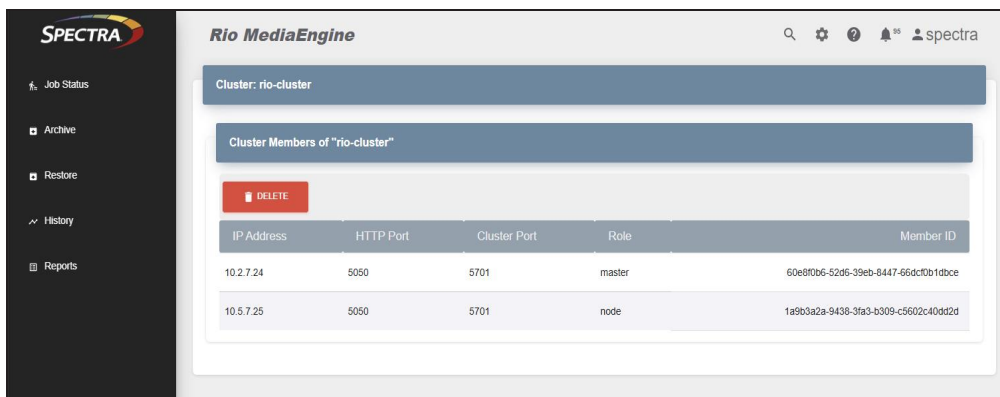 SPECTRA
Rio MediaEngine
95
spectra
Job Status
Archive
Restore
History
Reports
Cluster: rio-cluster
Cluster Members of "rio-cluster"
DELETE
IP Address HTTP Port Cluster Port Role Member ID
10.2.7.24 5050 5701 master 60e8f0b6-52d6-39eb-8447-66dcf0b1dbce
10.5.7.25 5050 5701 node 1a9b3a2a-9438-3fa3-b309-c5602c40dd2d